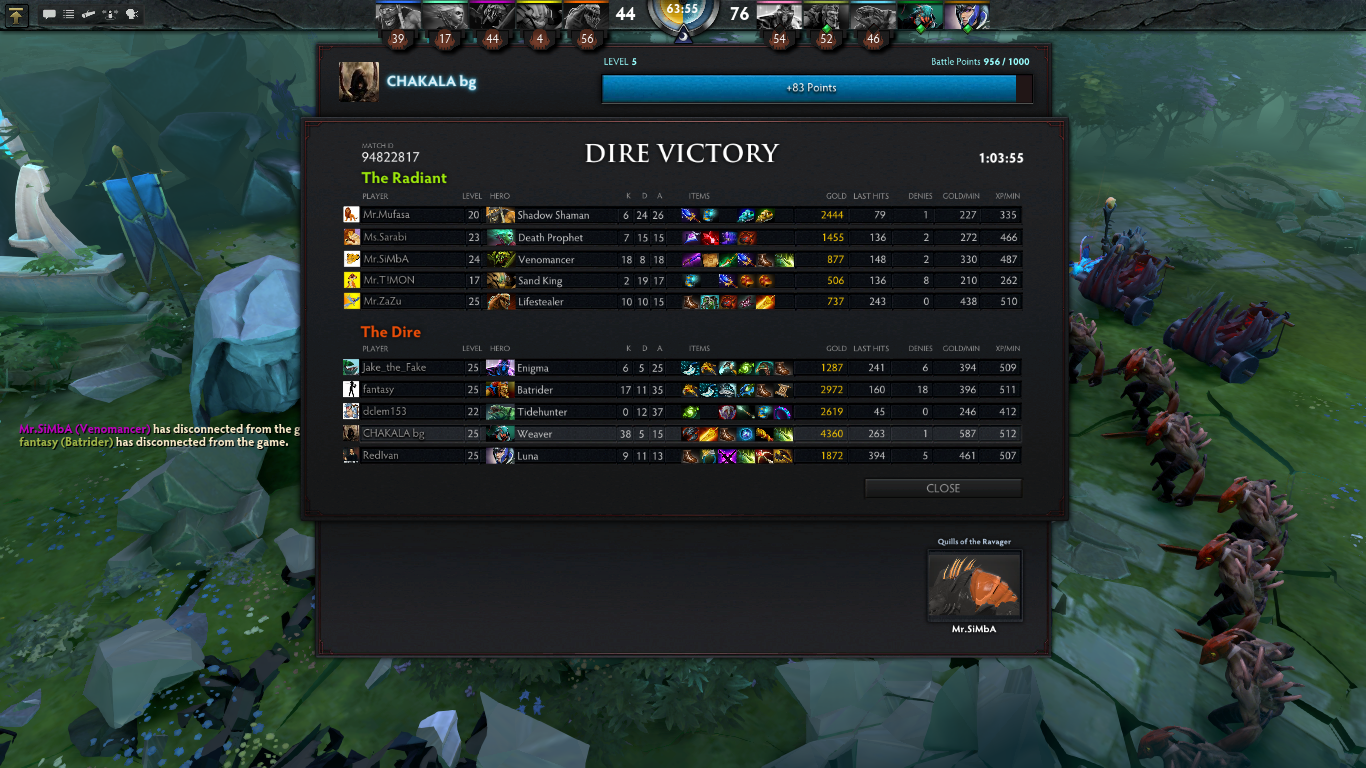 44 63:55 76
39 17 44 4 56 54 52 46
CHAKALA bg
LEVEL 5 Battle Points 956 / 1000
+83 Points
MATCH ID
94822817
DIRE VICTORY
1:03:55
The Radiant
PLAYER LEVEL HERO K D A ITEMS GOLD LAST HITS DENIES GOLD/MIN XP/MIN
Mr.Mufasa 20 Shadow Shaman 6 24 26 2444 79 1 227 335
Ms.Sarabi 23 Death Prophet 7 15 15 1455 136 2 272 466
Mr.SiMbA 24 Venomancer 18 8 18 877 148 2 330 487
Mr.T!MON 17 Sand King 2 19 17 506 136 8 210 262
Mr.ZaZu 25 Lifestealer 10 10 15 737 243 0 438 510
The Dire
PLAYER LEVEL HERO K D A ITEMS GOLD LAST HITS DENIES GOLD/MIN XP/MIN
Jake_the_Fake 25 Enigma 6 5 25 1287 241 6 394 509
fantasy 25 Batrider 17 11 35 2972 160 18 396 511
dclem153 22 Tidehunter 0 12 37 2619 45 0 246 412
CHAKALA bg 25 Weaver 38 5 15 4360 263 1 587 512
RedIvan 25 Luna 9 11 13 1872 394 5 461 507
Mr.SiMbA (Venomancer) has disconnected from the g
fantasy (Batrider) has disconnected from the game.
CLOSE
Quills of the Ravager
Mr.SiMbA